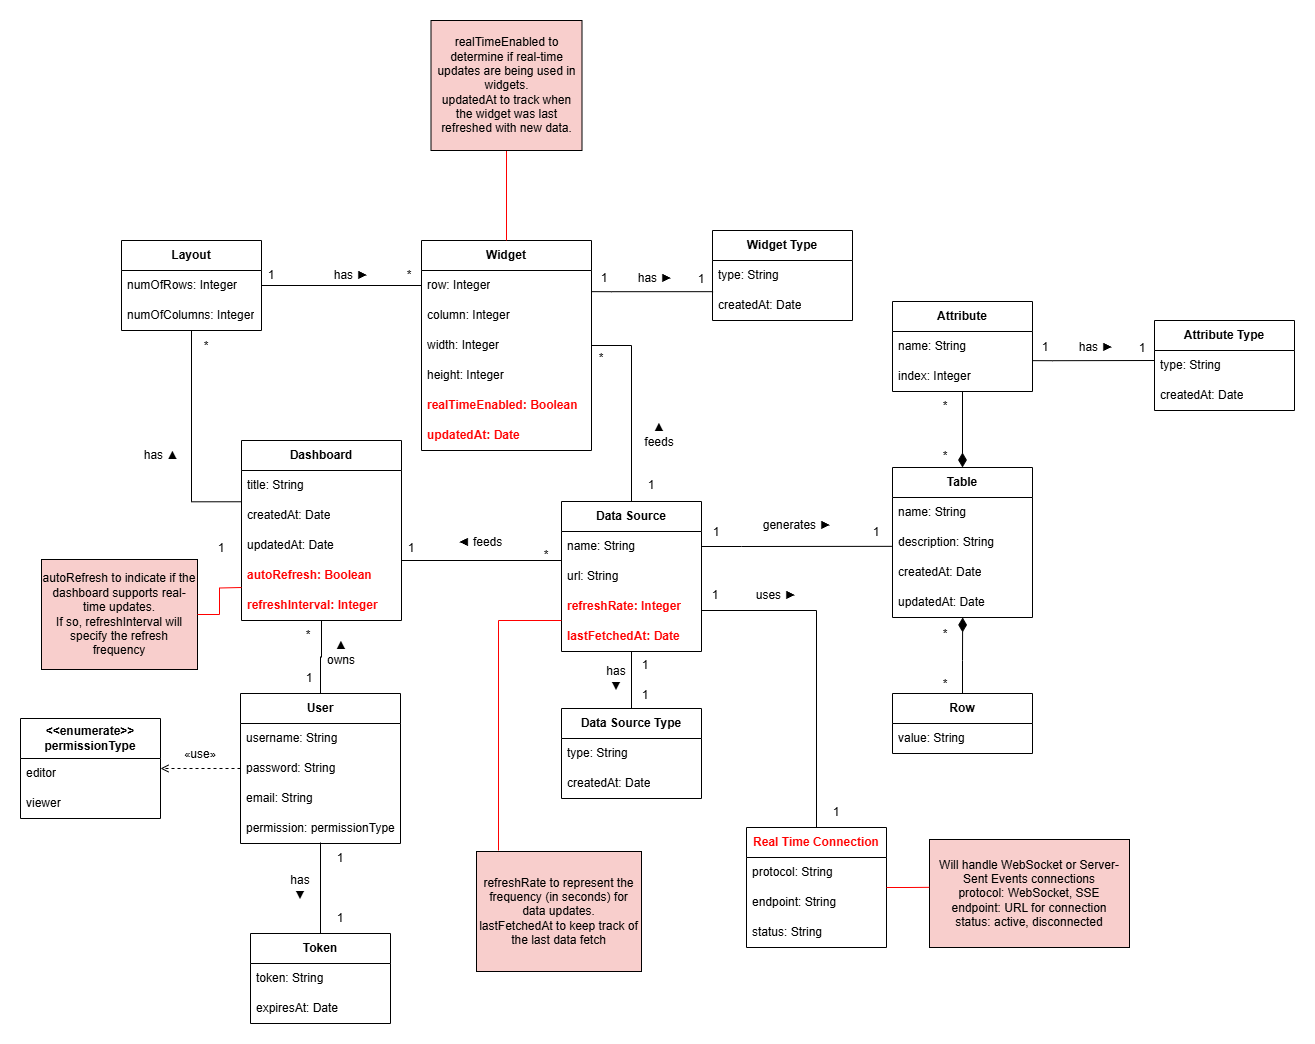 realTimeEnabled to
determine if real-time
updates are being used in
widgets.
updatedAt to track when
the widget was last
refreshed with new data.
Layout
numOfRows: Integer
numOfColumns: Integer
1
has ►
*
Widget
row: Integer
column: Integer
width: Integer
height: Integer
realTimeEnabled: Boolean
updatedAt: Date
1
has ►
1
Widget Type
type: String
createdAt: Date
Attribute
name: String
index: Integer
1
has ►
1
Attribute Type
type: String
createdAt: Date
*
has ▲
1
*
▲
feeds
1
*
*
Dashboard
title: String
createdAt: Date
updatedAt: Date
autoRefresh: Boolean
refreshInterval: Integer
1
◄ feeds
*
Data Source
name: String
url: String
refreshRate: Integer
lastFetchedAt: Date
1
generates ►
1
Table
name: String
description: String
createdAt: Date
updatedAt: Date
autoRefresh to indicate if the
dashboard supports real-
time updates.
If so, refreshInterval will
specify the refresh
frequency
1
uses ►
*
▲
owns
1
has
▼
1
1
*
*
User
username: String
password: String
email: String
permission: permissionType
<<enumerate>>
permissionType
editor
viewer
«use»
Data Source Type
type: String
createdAt: Date
Row
value: String
1
has
▼
1
Token
token: String
expiresAt: Date
refreshRate to represent the
frequency (in seconds) for
data updates.
lastFetchedAt to keep track of
the last data fetch
1
Real Time Connection
protocol: String
endpoint: String
status: String
Will handle WebSocket or Server-
Sent Events connections
protocol: WebSocket, SSE
endpoint: URL for connection
status: active, disconnected